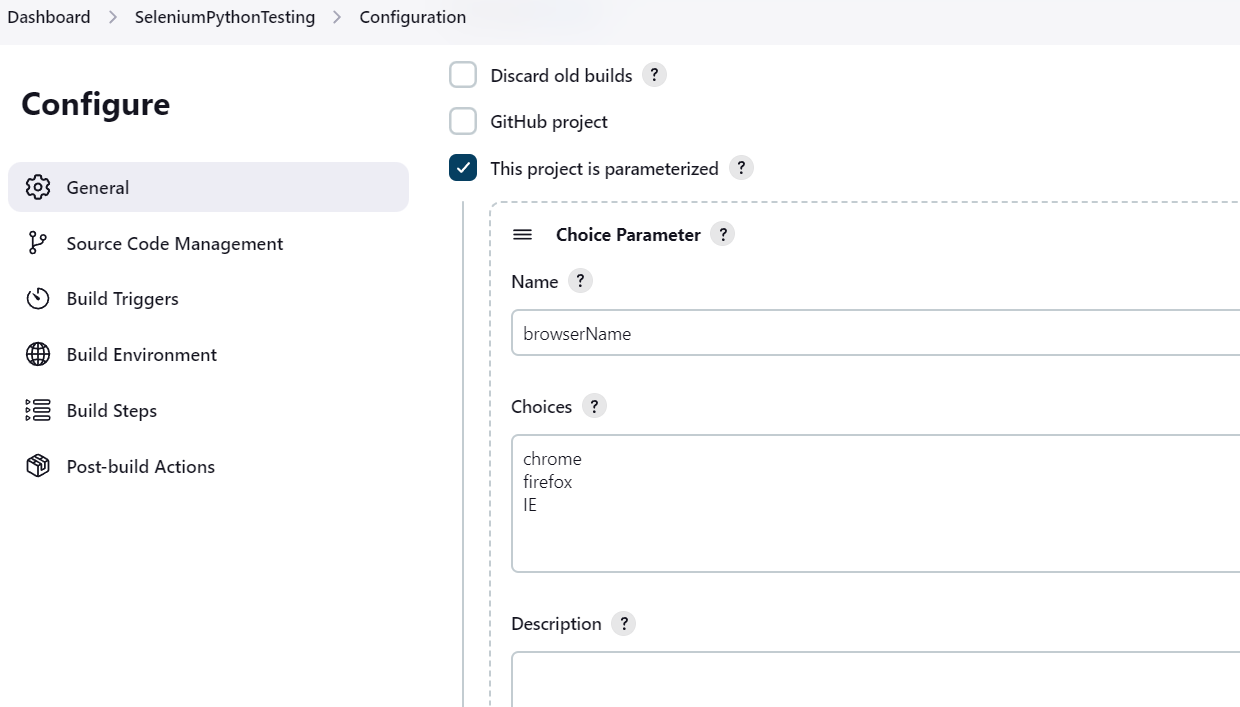 Dashboard > SeleniumPythonTesting > Configuration
Configure
General
Source Code Management
Build Triggers
Build Environment
Build Steps
Post-build Actions
Discard old builds ?
GitHub project
This project is parameterized ?
Choice Parameter ?
Name ?
browserName
Choices ?
chrome
firefox
IE
Description ?